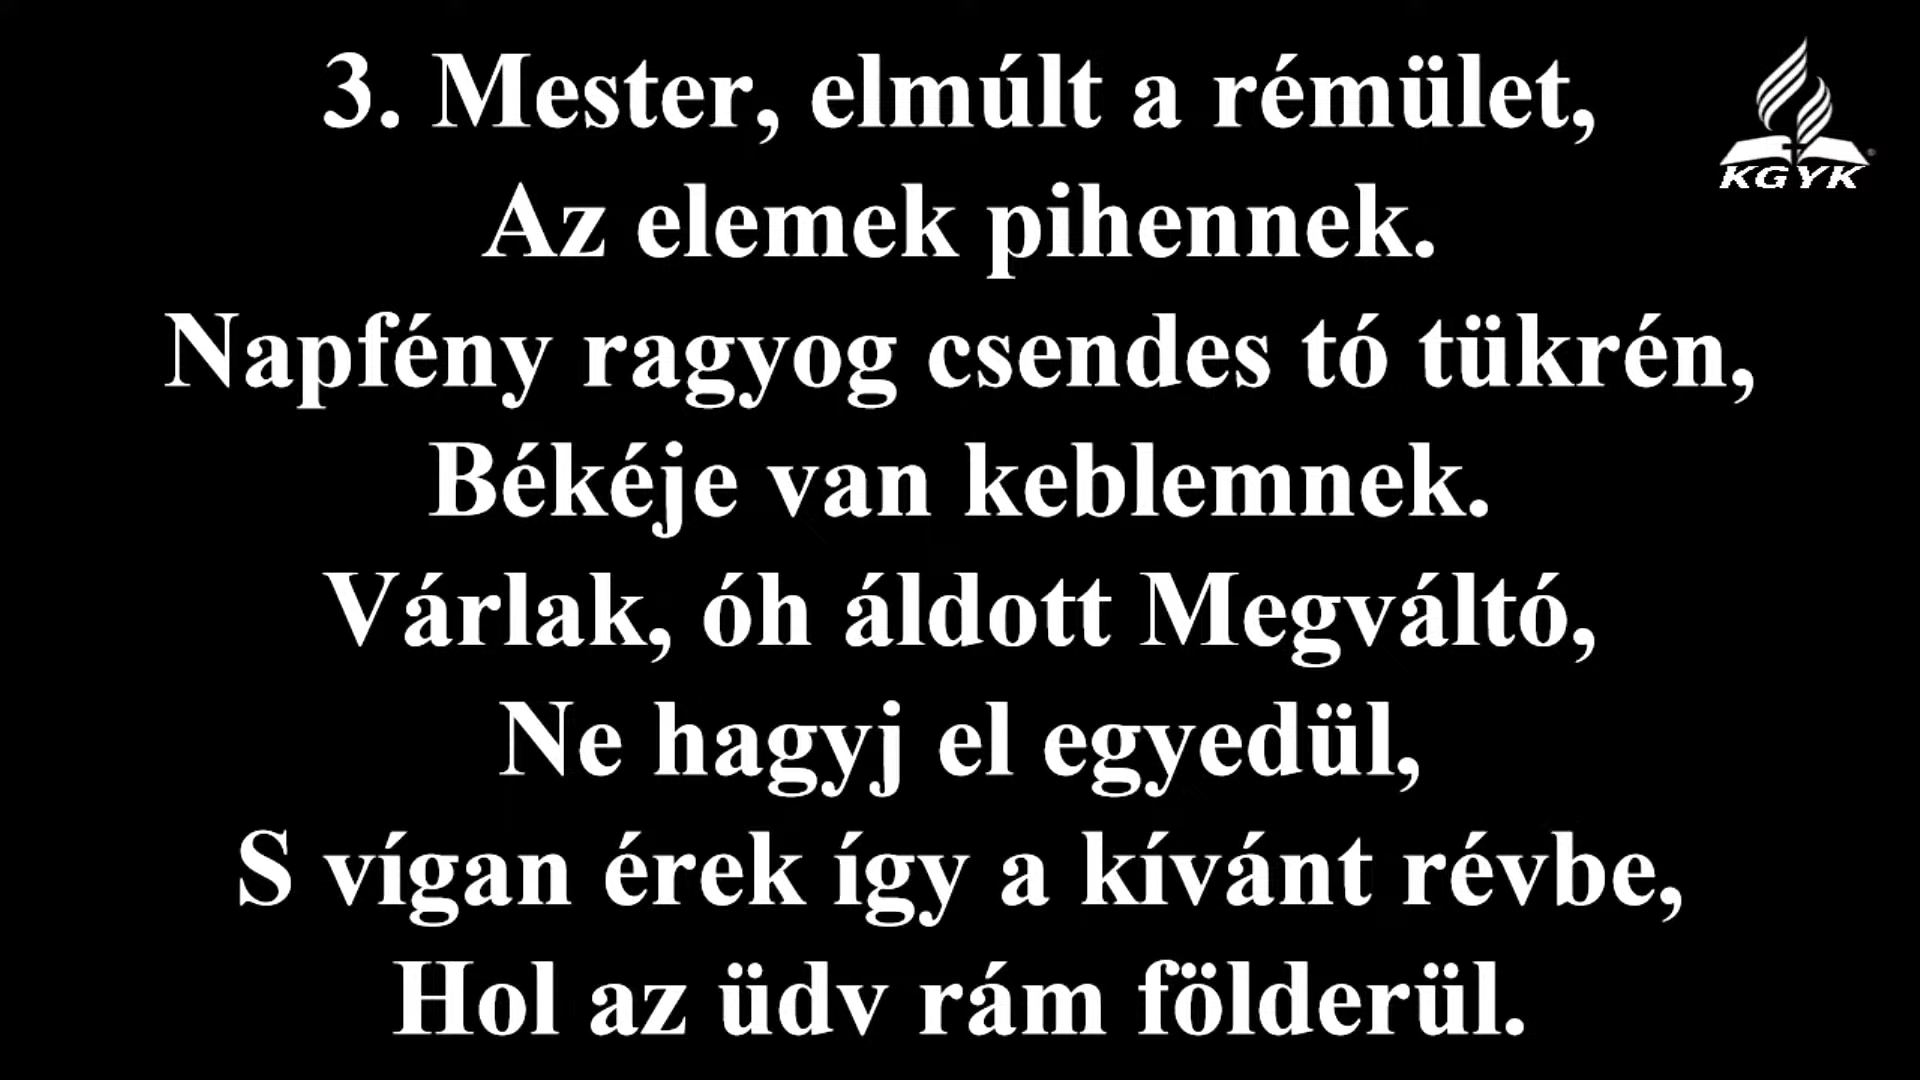 3. Mester, elmúlt a rémület,
Az elemek pihennek.
Napfény ragyog csendes tó tükrén,
Békéje van keblemnek.
Várlak, óh áldott Megváltó,
Ne hagyj el egyedül,
S vígan érek így a kívánt révbe,
Hol az üdv rám földerül.
KGYK